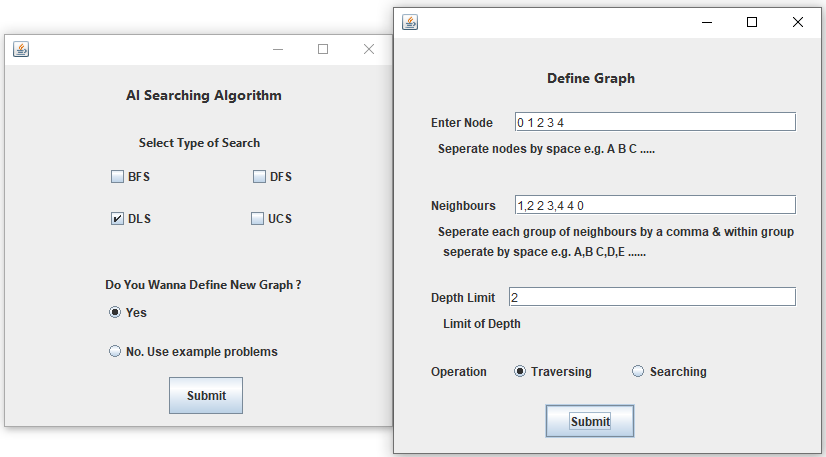 AI Searching Algorithm
Select Type of Search
BFS DFS
DLS UCS
Do You Wanna Define New Graph ?
Yes
No. Use example problems
Submit
Define Graph
Enter Node 0 1 2 3 4
Seperate nodes by space e.g. A B C .....
Neighbours 1,2 2 3,4 4 0
Seperate each group of neighbours by a comma & within group
seperate by space e.g. A,B C,D,E ......
Depth Limit 2
Limit of Depth
Operation Traversing Searching
Submit